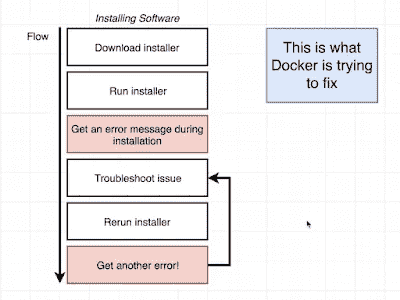 Installing Software
Flow
Download installer
Run installer
Get an error message during
installation
Troubleshoot issue
Rerun installer
Get another error!
This is what
Docker is trying
to fix